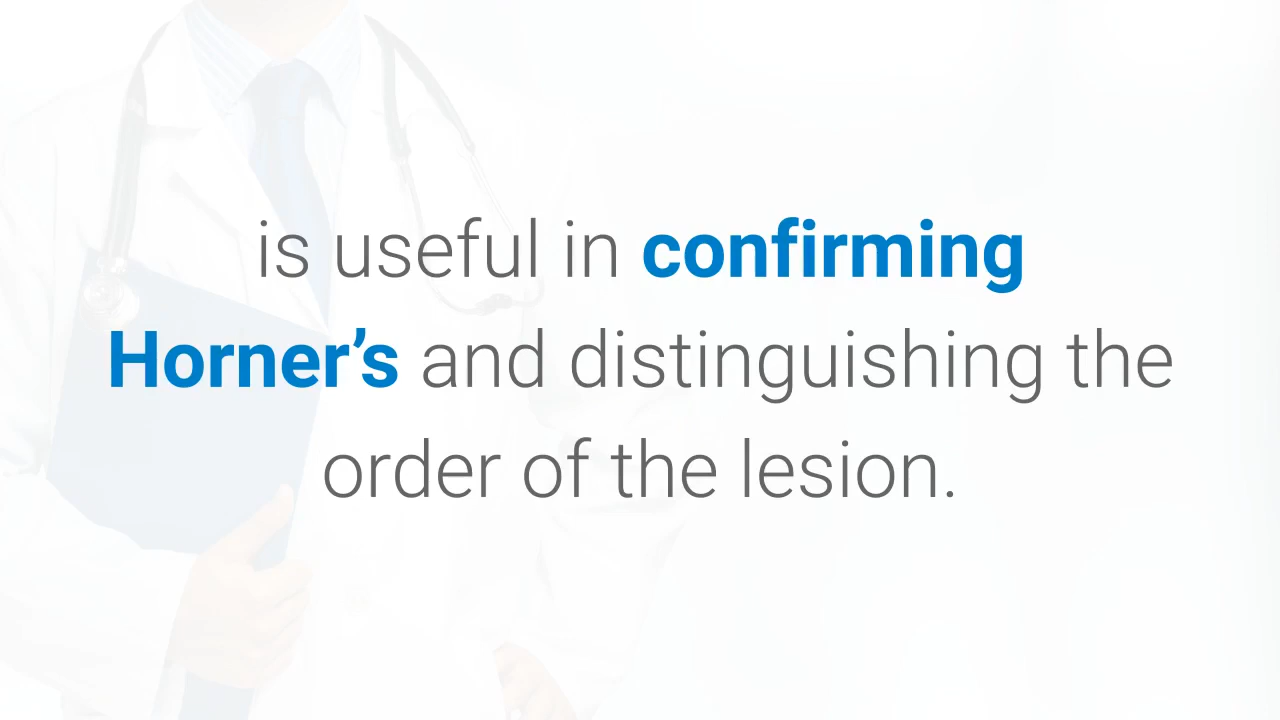 is useful in confirming
Horner’s and distinguishing the
order of the lesion.